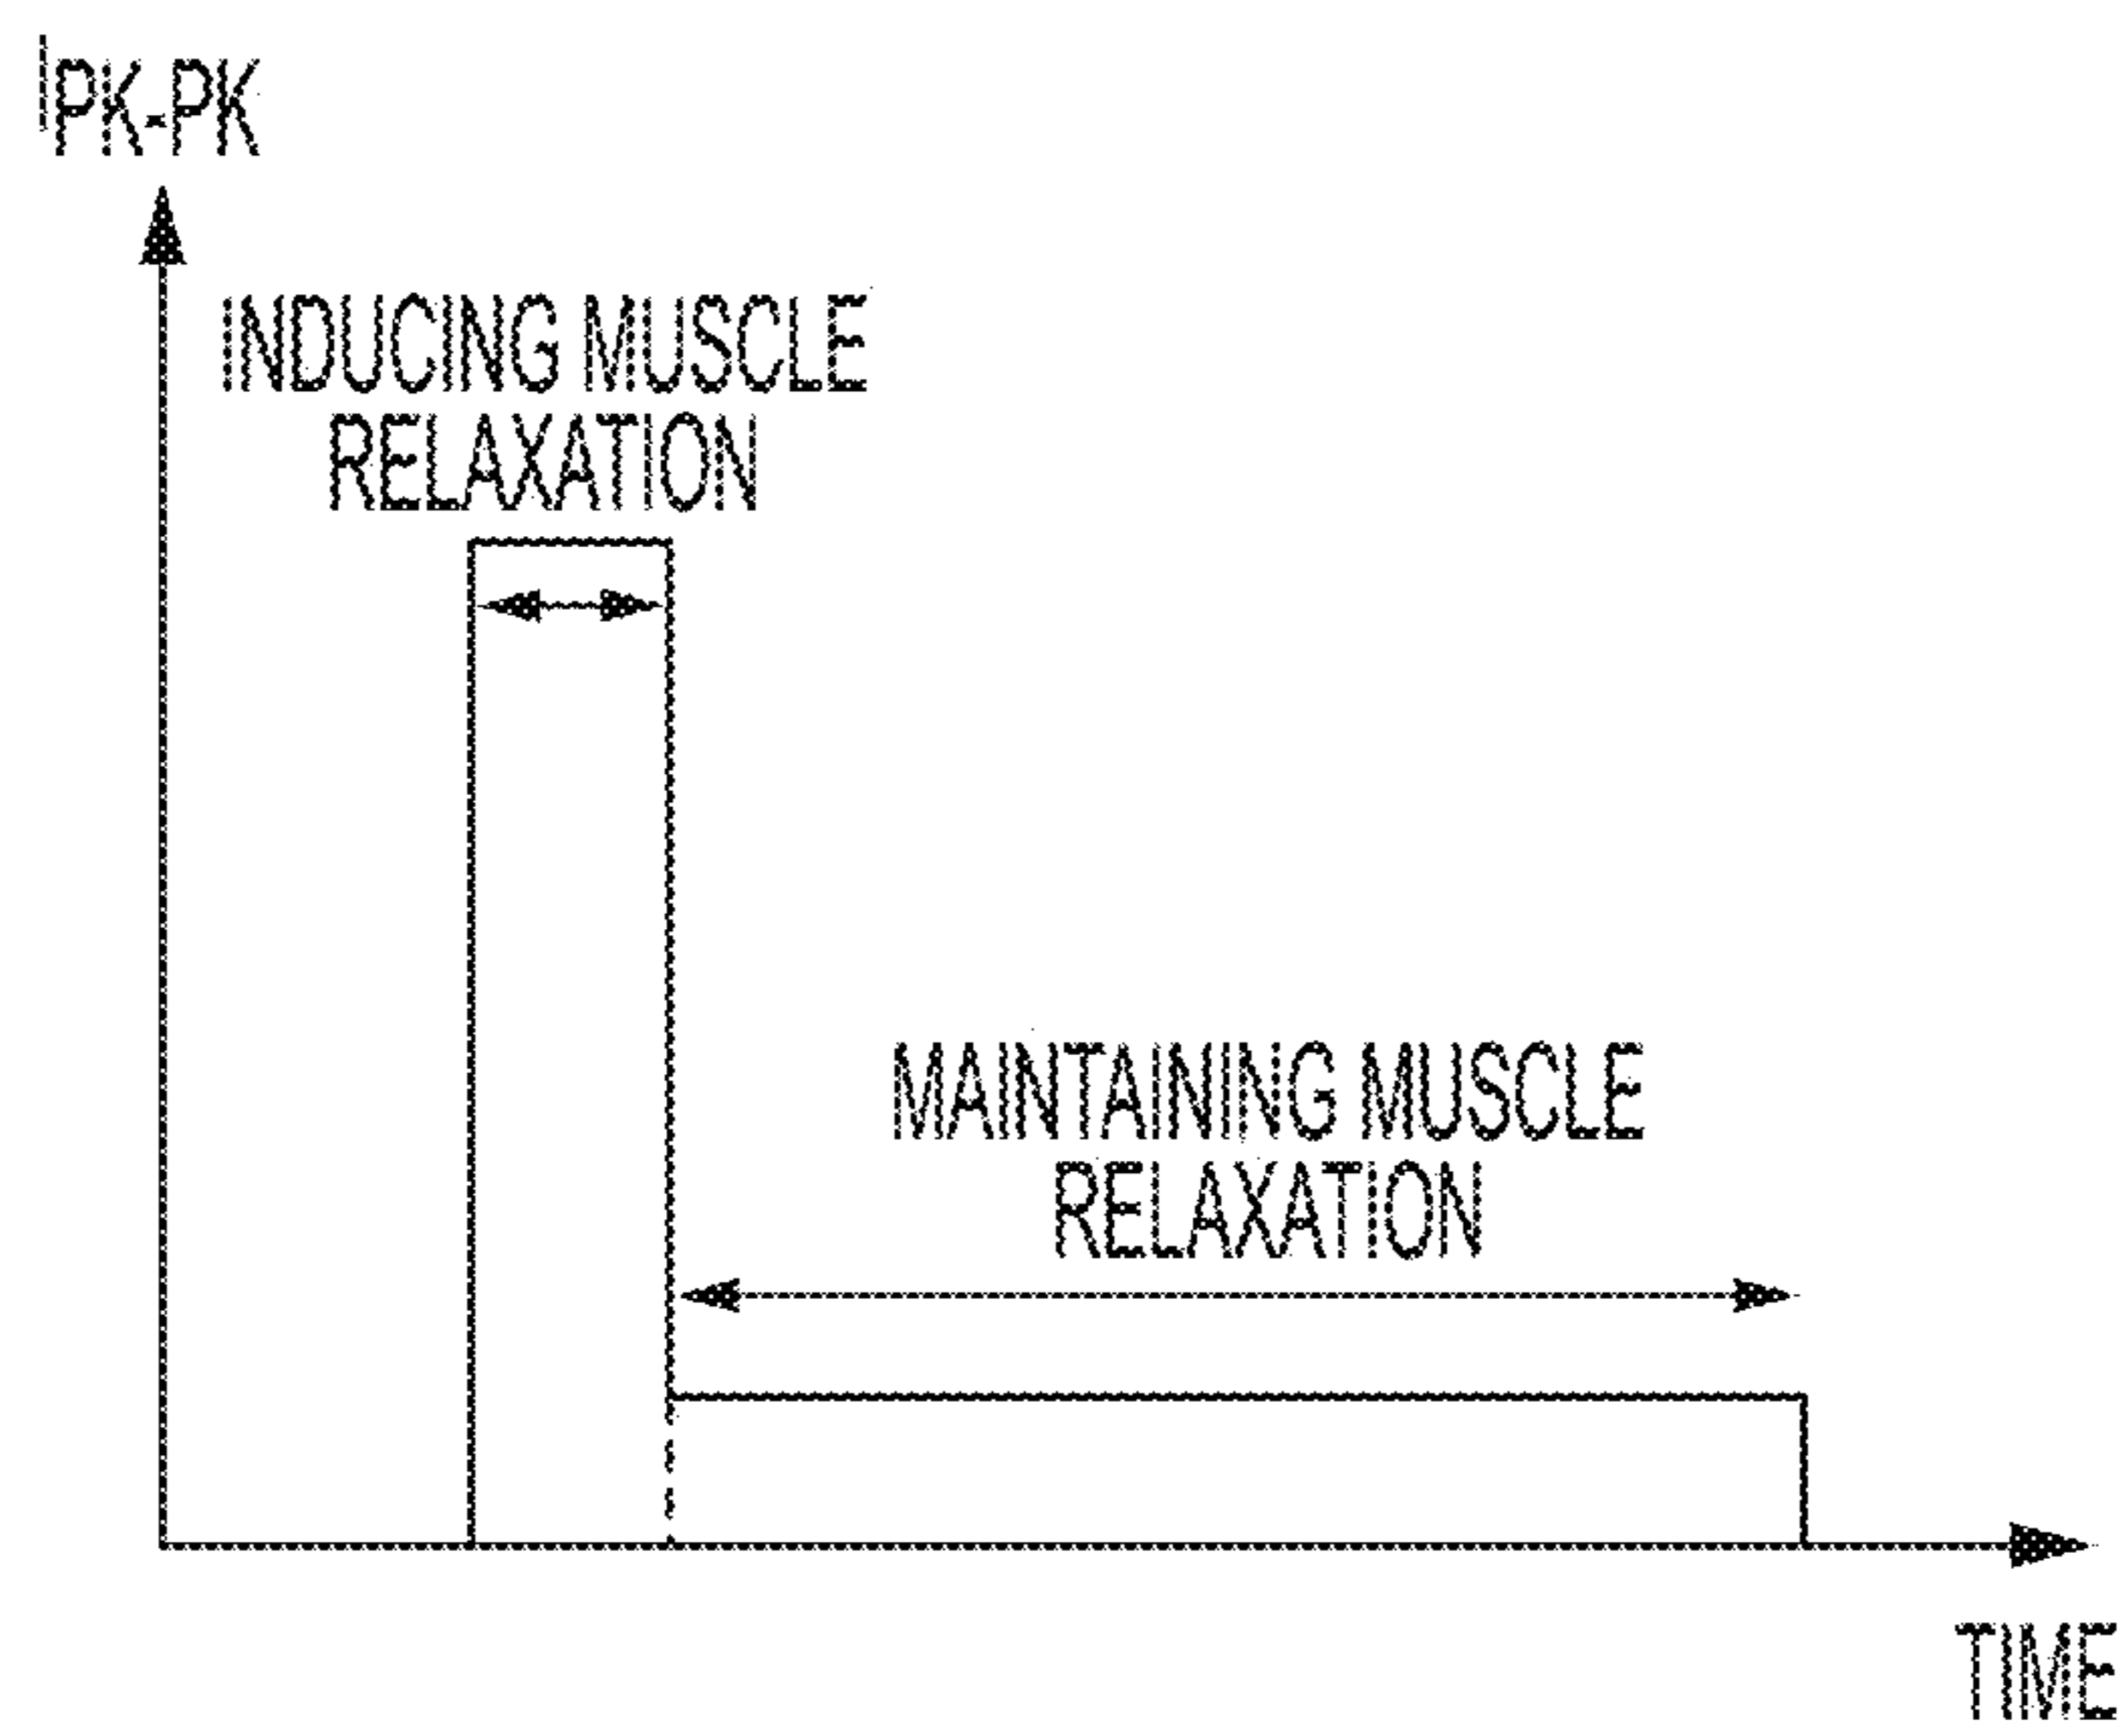 IPK-PK
INDUCING MUSCLE
RELAXATION
MAINTAINING MUSCLE
RELAXATION
TIME